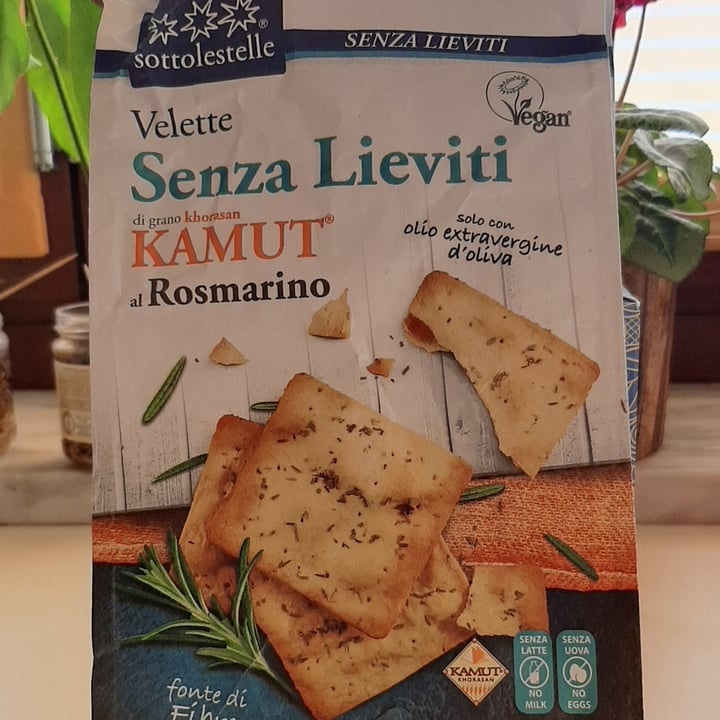 sottolestelle®
SENZA LIEVITI
Vegan
Velette
Senza Lieviti
di grano khorasan
KAMUT®
al Rosmarino
solo con
olio extravergine
d'oliva
fonte di
Fibre
KAMUT
KHORASAN
SENZA
LATTE
NO
MILK
SENZA
UOVA
NO
EGGS